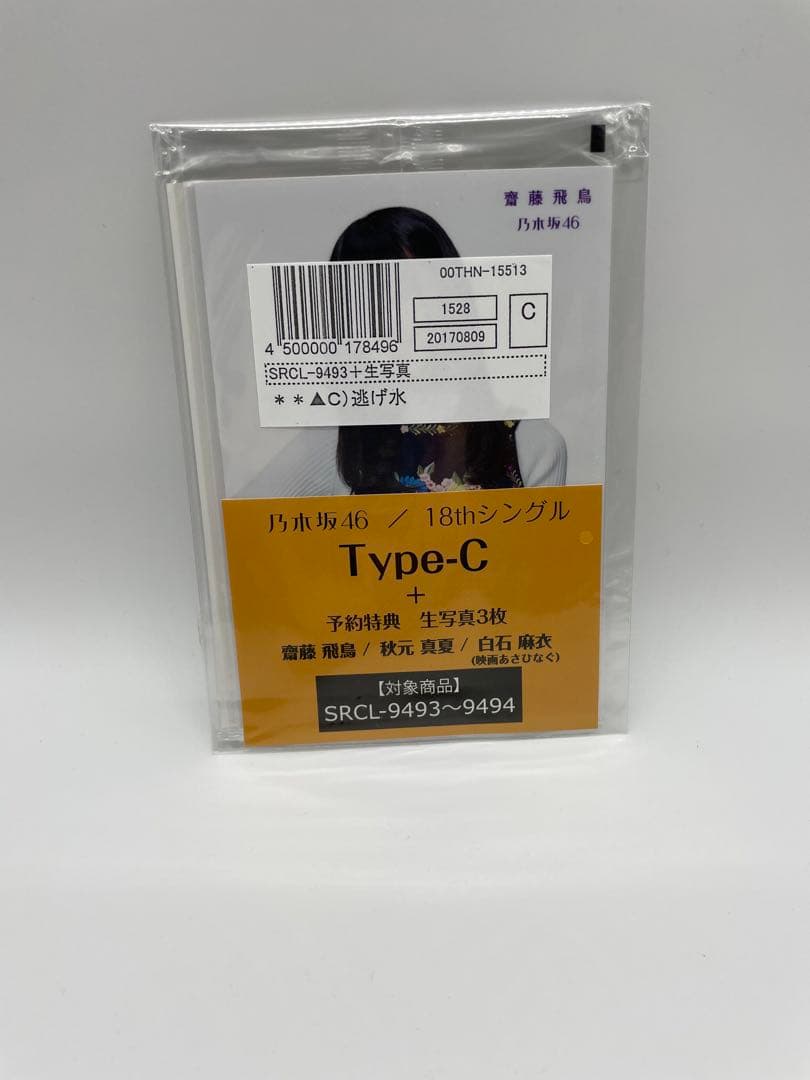 齋藤飛鳥
乃木坂46
00THN-15513
1528
C
20170809
4 500000 178496
SRCL-9493＋生写真
＊＊▲C)逃げ水
乃木坂46 / 18thシングル
Type-C
+
予約特典 生写真3枚
齋藤 飛鳥 / 秋元 真夏 / 白石 麻衣
(映画あさひなぐ)
【対象商品】
SRCL-9493～9494